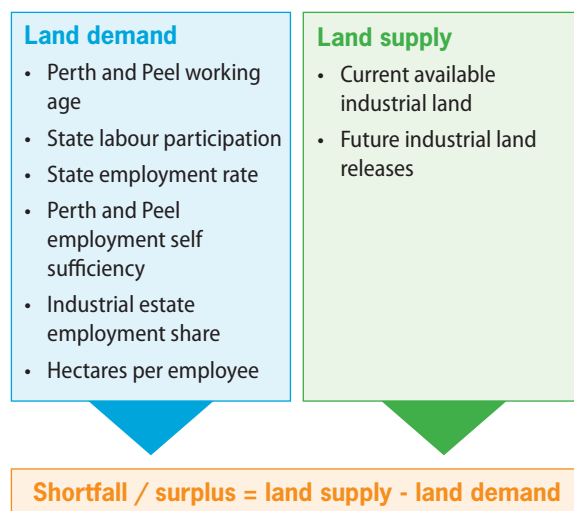 Land demand
• Perth and Peel working
age
• State labour participation
• State employment rate
• Perth and Peel
employment self
sufficiency
• Industrial estate
employment share
• Hectares per employee
Land supply
• Current available
industrial land
• Future industrial land
releases
Shortfall / surplus = land supply - land demand